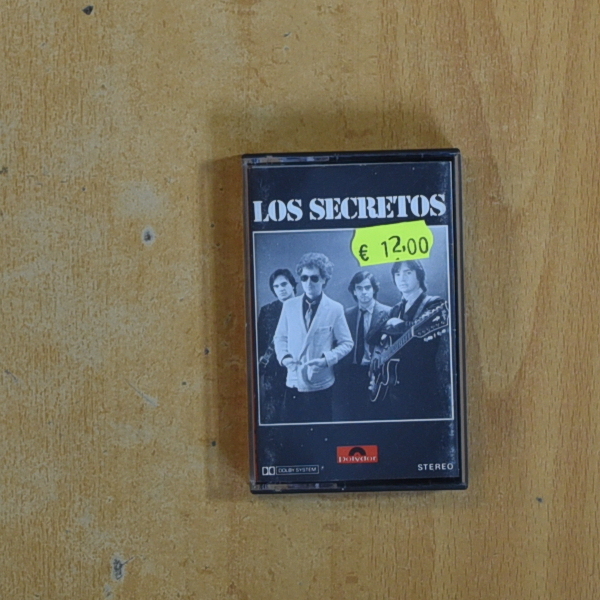 LOS SECRETOS
€ 12.00
Polydor
DOLBY SYSTEM
STEREO